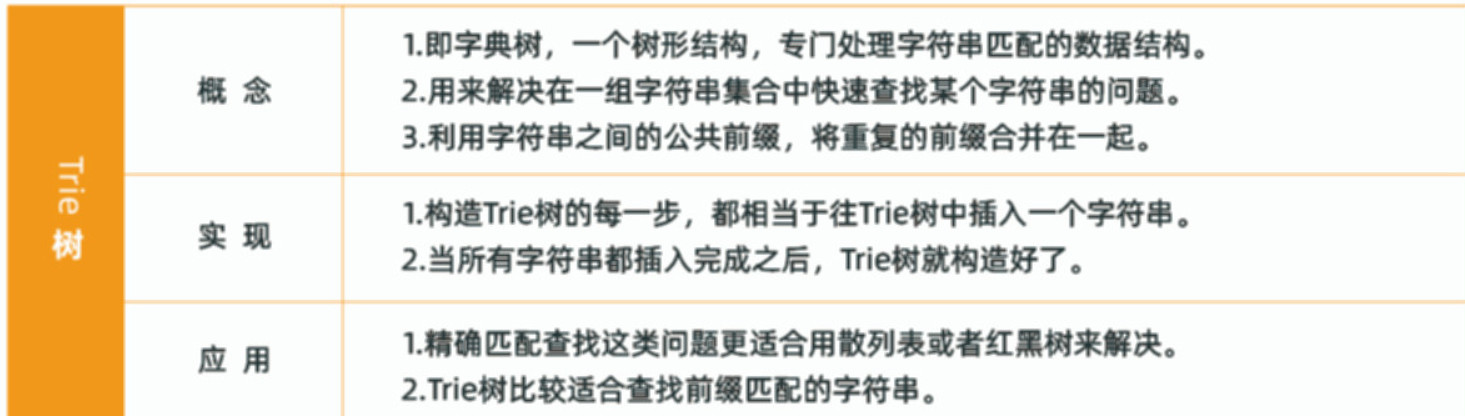 Trie树
概 念
1.即字典树，一个树形结构，专门处理字符串匹配的数据结构。
2.用来解决在一组字符串集合中快速查找某个字符串的问题。
3.利用字符串之间的公共前缀，将重复的前缀合并在一起。
实 现
1.构造Trie树的每一步，都相当于往Trie树中插入一个字符串。
2.当所有字符串都插入完成之后，Trie树就构造好了。
应 用
1.精确匹配查找这类问题更适合用散列表或者红黑树来解决。
2.Trie树比较适合查找前缀匹配的字符串。